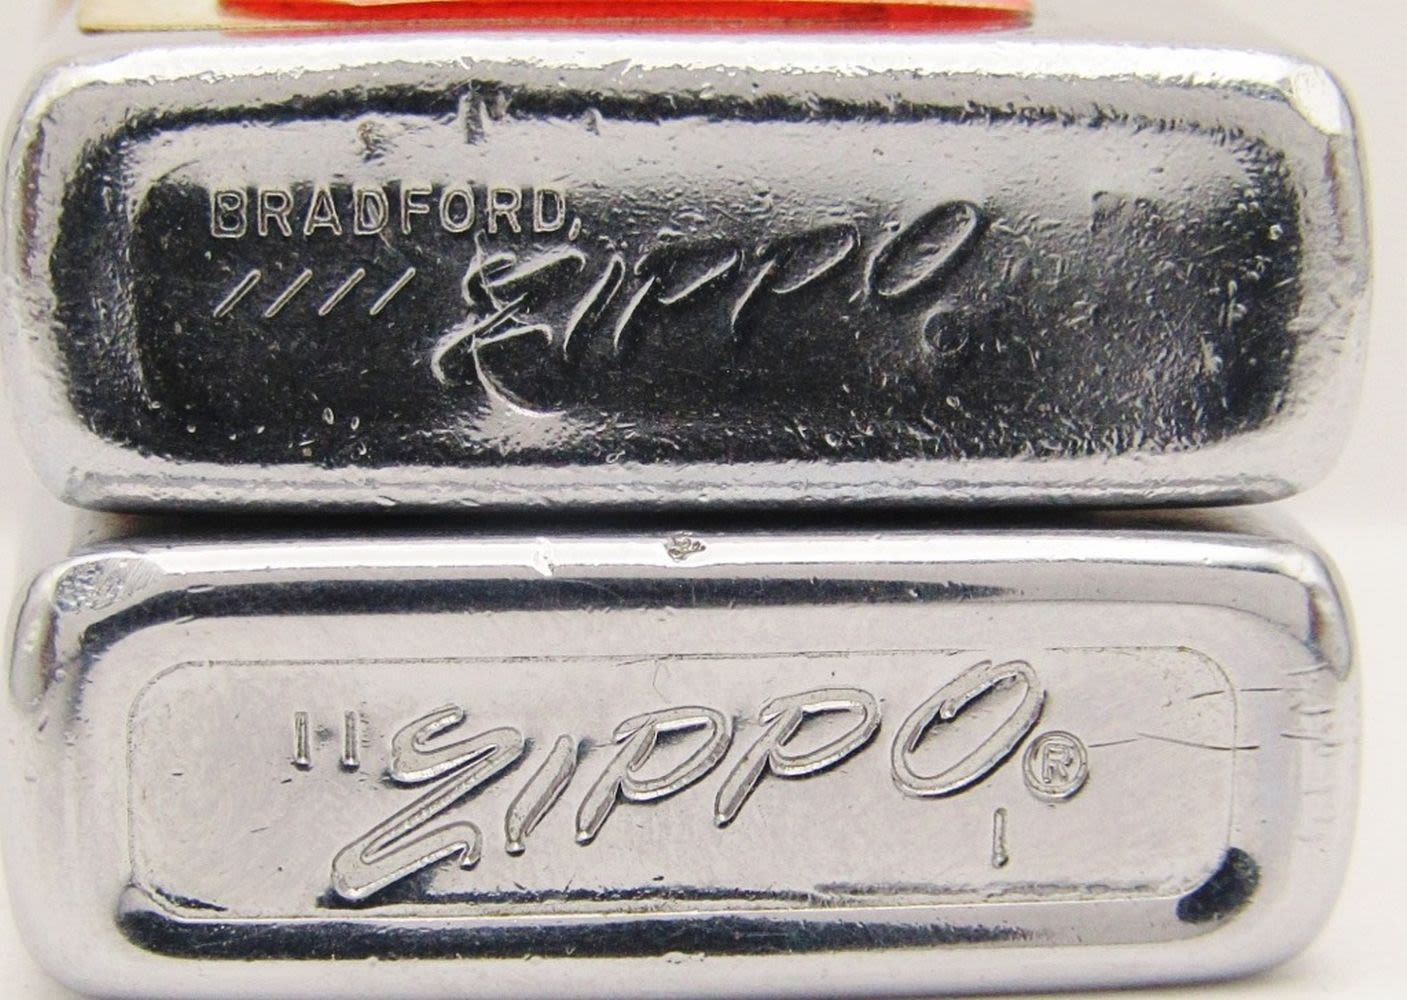 BRADFORD,
//// ZIPPO
|| ZIPPO ®
|